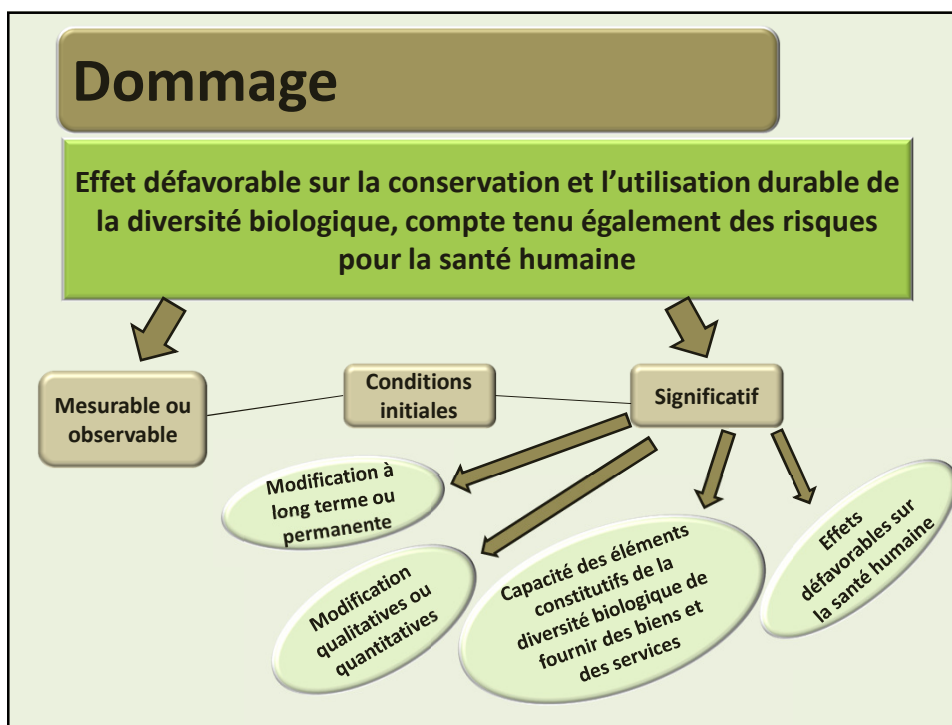 Dommage
Effet défavorable sur la conservation et l’utilisation durable de
la diversité biologique, compte tenu également des risques
pour la santé humaine
Mesurable ou
observable
Conditions
initiales
Significatif
Modification à
long terme ou
permanente
Modification
qualitatives ou
quantitatives
Capacité des éléments
constitutifs de la
diversité biologique de
fournir des biens et
des services
Effets
défavorables sur
la santé humaine